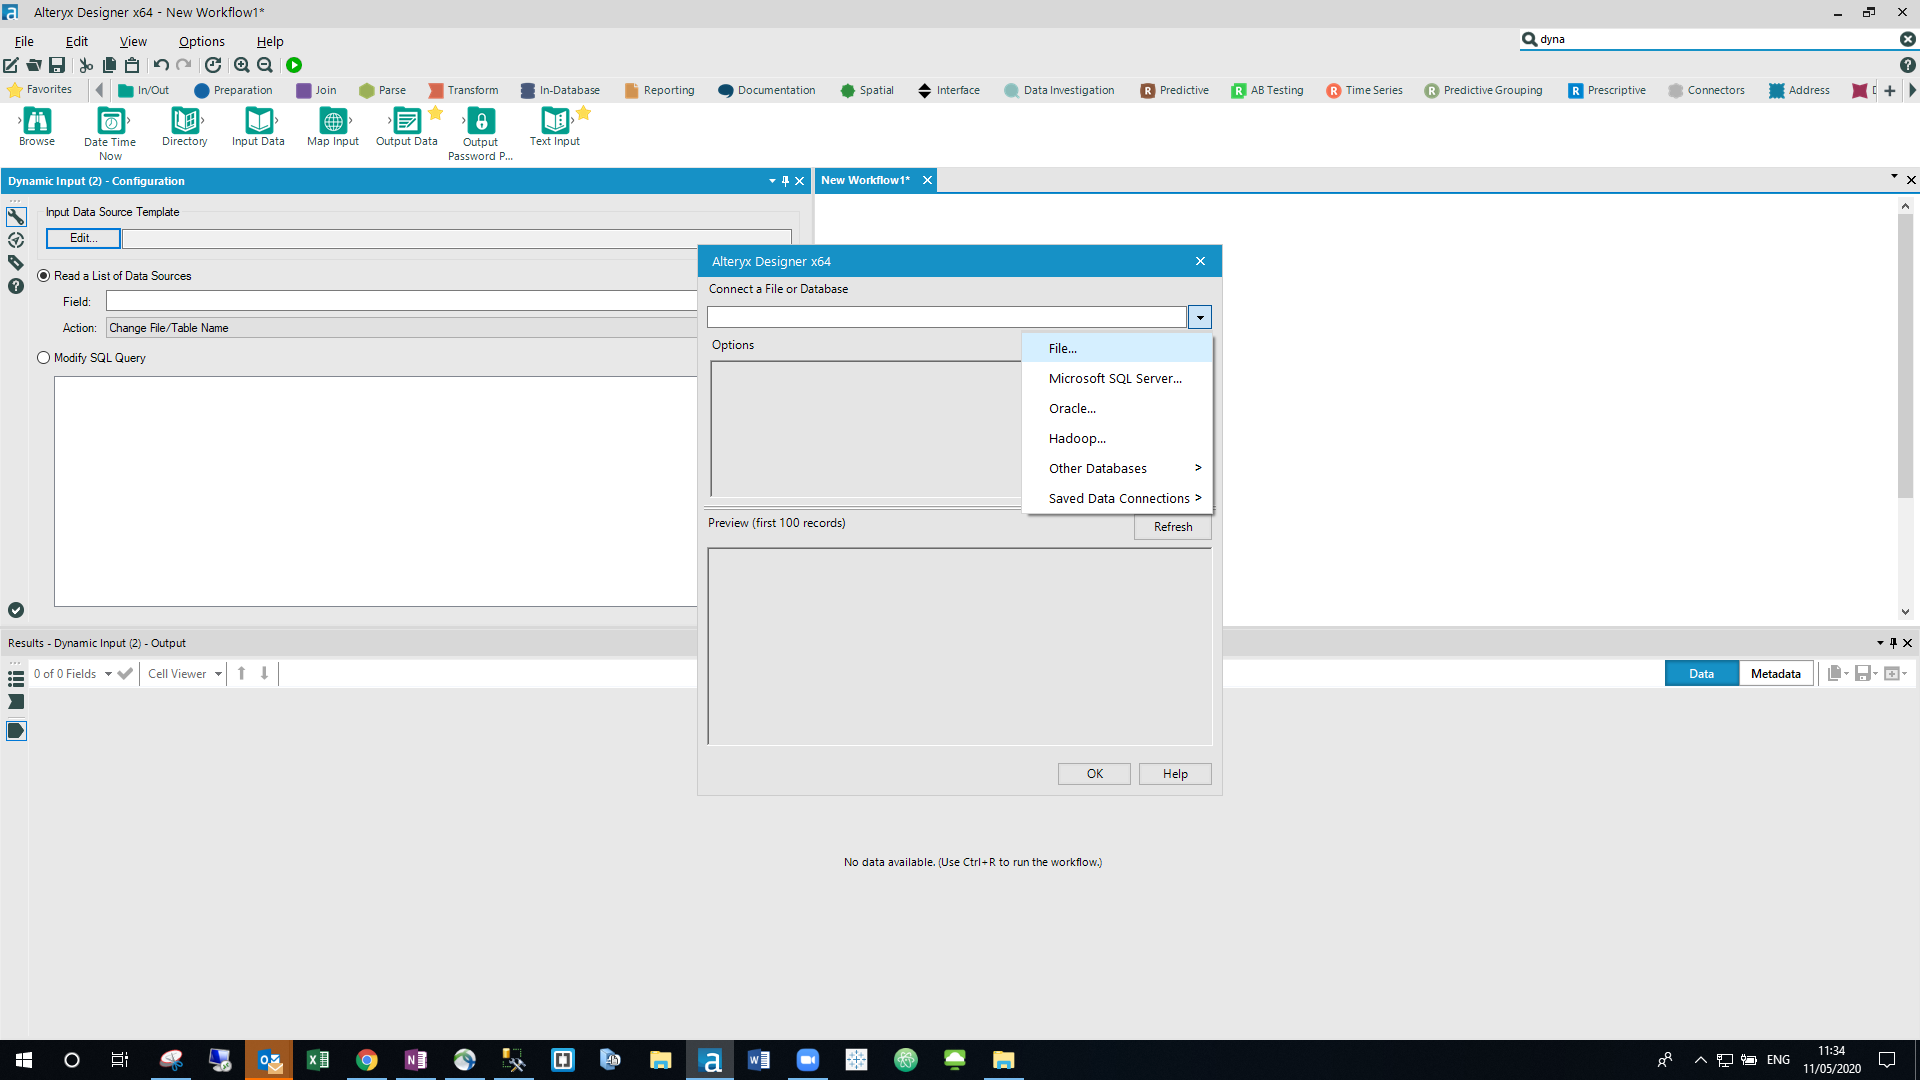 Alteryx Designer x64 - New Workflow1*
File Edit View Options Help
dyna
Favorites In/Out Preparation Join Parse Transform In-Database Reporting Documentation Spatial Interface Data Investigation Predictive AB Testing Time Series Predictive Grouping Prescriptive Connectors Address
Browse Date Time Now Directory Input Data Map Input Output Data Output Password P... Text Input
Dynamic Input (2) - Configuration
New Workflow1*
Input Data Source Template
Edit...
Read a List of Data Sources
Field:
Action: Change File/Table Name
Modify SQL Query
Alteryx Designer x64
Connect a File or Database
Options
File...
Microsoft SQL Server...
Oracle...
Hadoop...
Other Databases >
Saved Data Connections >
Preview (first 100 records)
Refresh
OK Help
Results - Dynamic Input (2) - Output
0 of 0 Fields Cell Viewer Data Metadata
No data available. (Use Ctrl+R to run the workflow.)
ENG
11:34
11/05/2020